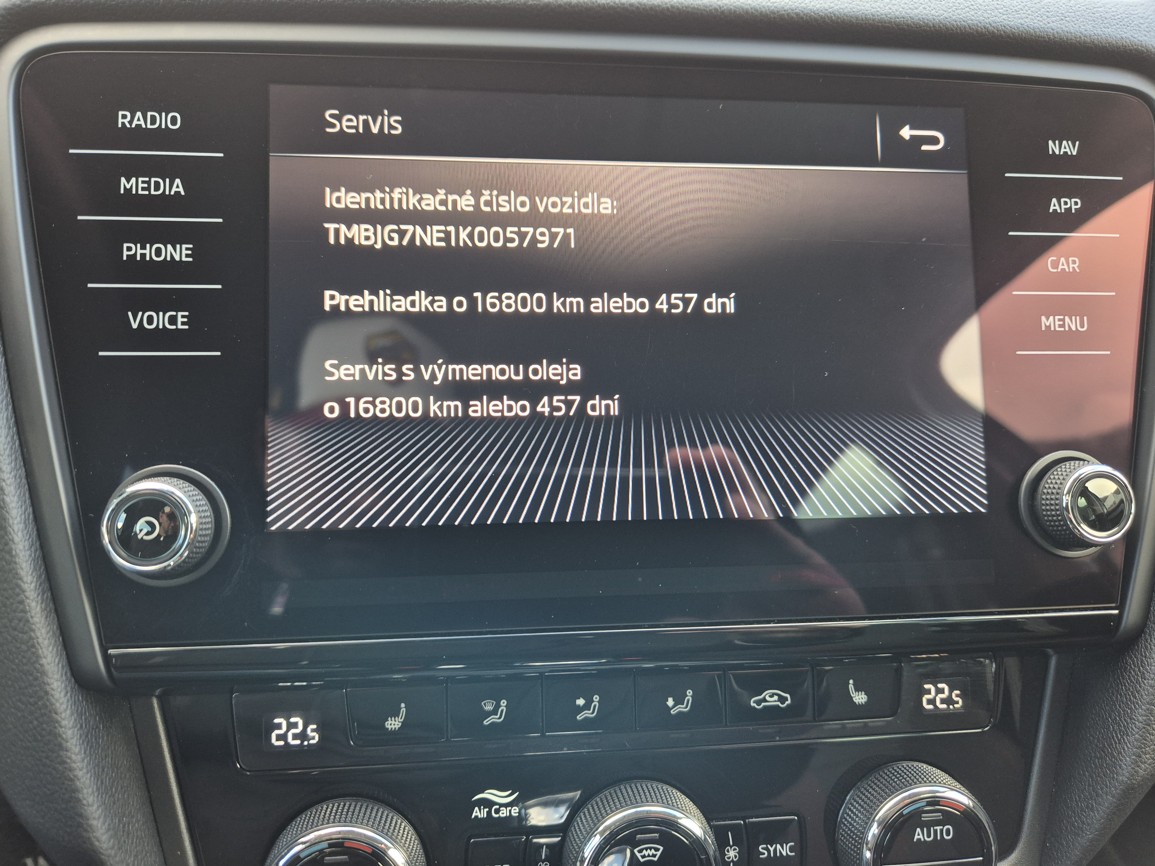 RADIO
MEDIA
PHONE
VOICE
Servis
Identifikačné číslo vozidla:
TMBJG7NE1K0057971
Prehliadka o 16800 km alebo 457 dní
Servis s výmenou oleja
o 16800 km alebo 457 dní
NAV
APP
CAR
MENU
22.5
22.5
Air Care
AUTO
SYNC